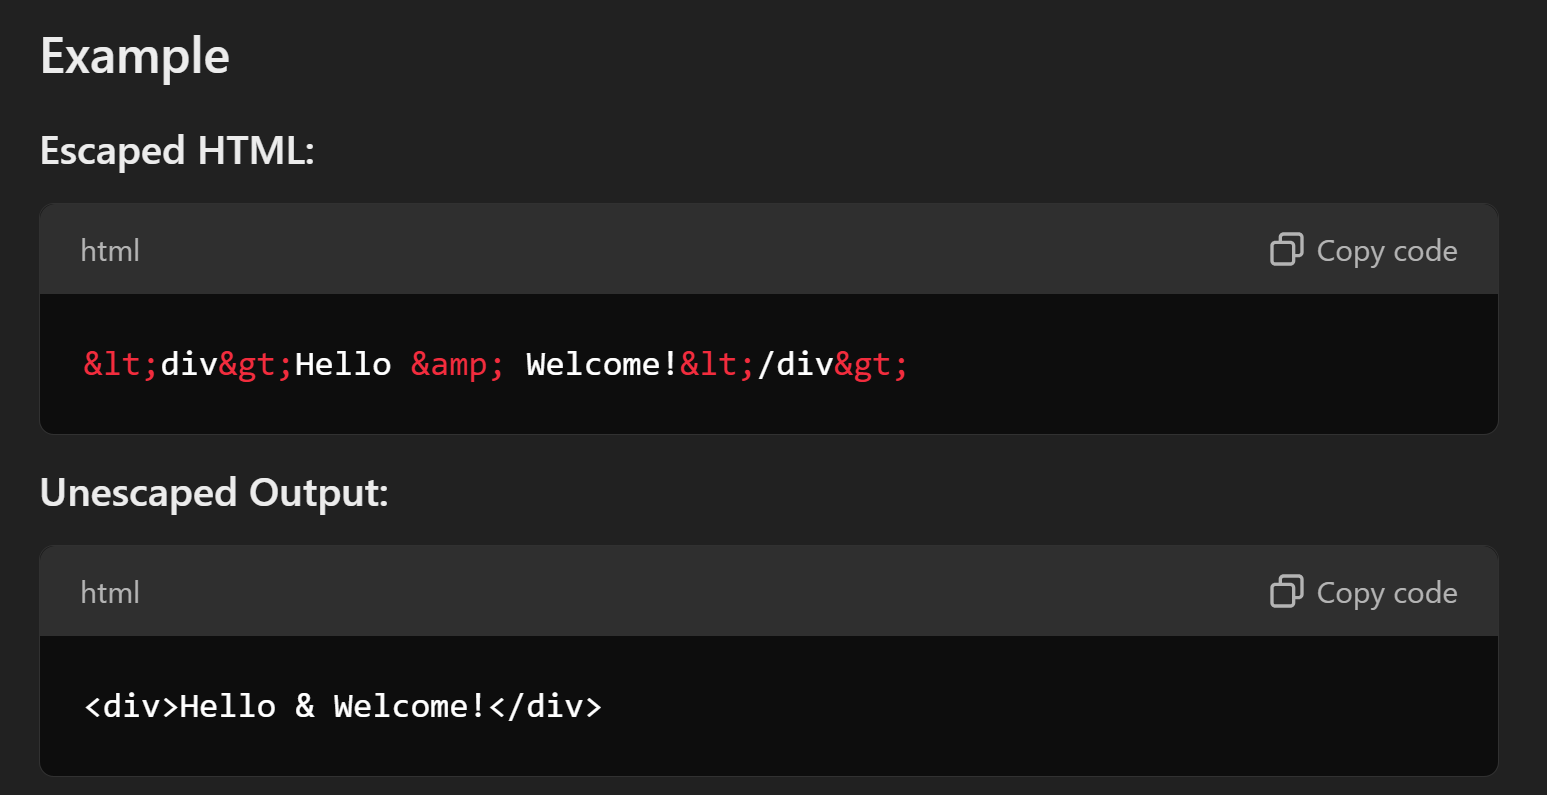 Example
Escaped HTML:
html
Copy code
&lt;div&gt;Hello &amp; Welcome!&lt;/div&gt;
Unescaped Output:
html
Copy code
<div>Hello & Welcome!</div>